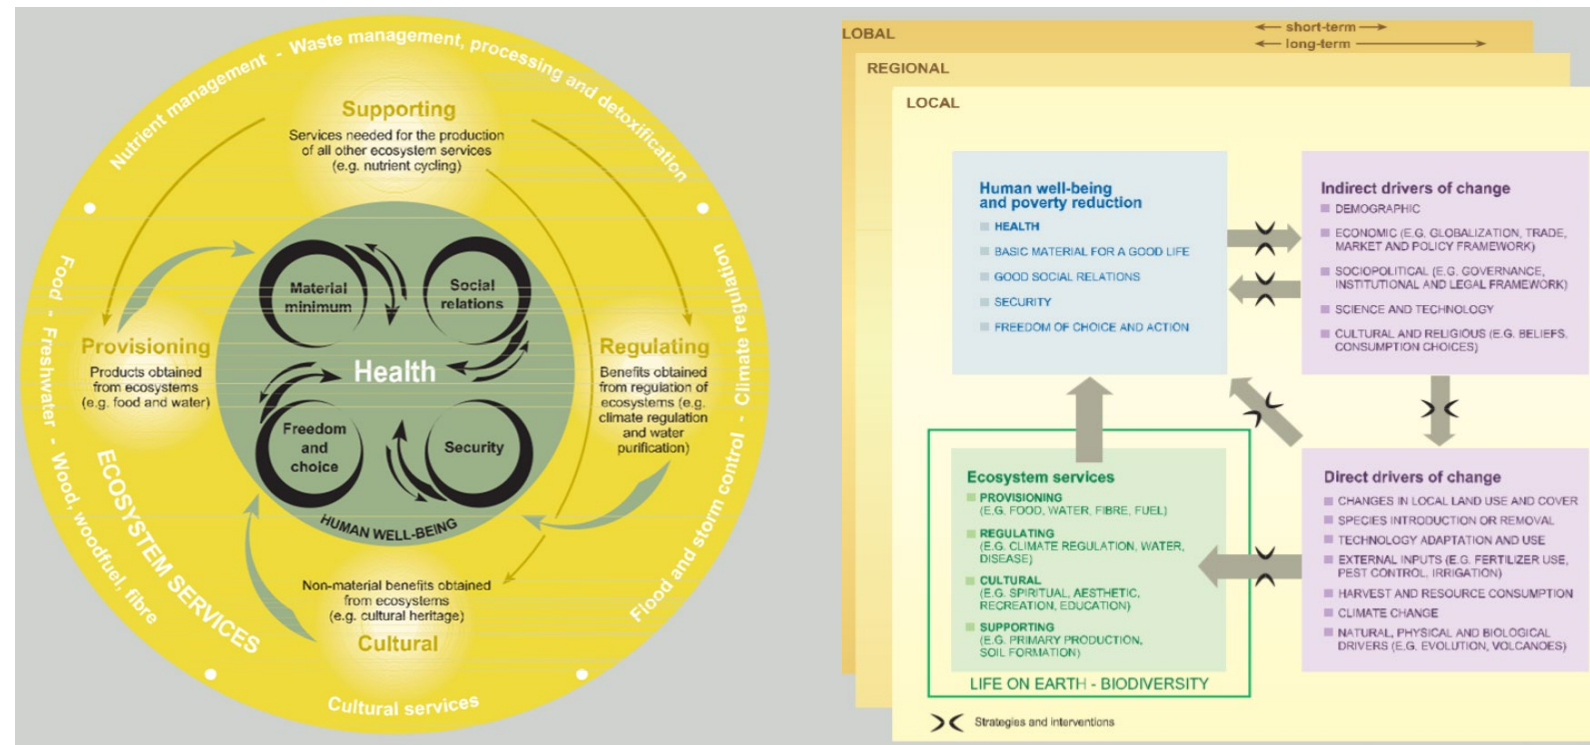 Nutrient management - Waste management, processing and detoxification
Supporting
Services needed for the production
of all other ecosystem services
(e.g. nutrient cycling)
Food - Freshwater - Wood, woodfuel, fibre
Climate regulation - Flood and storm control
Material
minimum
Social
relations
Provisioning
Products obtained
from ecosystems
(e.g. food and water)
Health
Regulating
Benefits obtained
from regulation of
ecosystems (e.g.
climate regulation
and water
purification)
Freedom
and
choice
Security
HUMAN WELL-BEING
ECOSYSTEM SERVICES
Non-material benefits obtained
from ecosystems
(e.g. cultural heritage)
Cultural
Cultural services
LOBAL
short-term
long-term
REGIONAL
LOCAL
Human well-being
and poverty reduction
HEALTH
BASIC MATERIAL FOR A GOOD LIFE
GOOD SOCIAL RELATIONS
SECURITY
FREEDOM OF CHOICE AND ACTION
Indirect drivers of change
DEMOGRAPHIC
ECONOMIC (E.G. GLOBALIZATION, TRADE,
MARKET AND POLICY FRAMEWORK)
SOCIOPOLITICAL (E.G. GOVERNANCE,
INSTITUTIONAL AND LEGAL FRAMEWORK)
SCIENCE AND TECHNOLOGY
CULTURAL AND RELIGIOUS (E.G. BELIEFS,
CONSUMPTION CHOICES)
Ecosystem services
PROVISIONING
(E.G. FOOD, WATER, FIBRE, FUEL)
REGULATING
(E.G. CLIMATE REGULATION, WATER,
DISEASE)
CULTURAL
(E.G. SPIRITUAL, AESTHETIC,
RECREATION, EDUCATION)
SUPPORTING
(E.G. PRIMARY PRODUCTION,
SOIL FORMATION)
LIFE ON EARTH - BIODIVERSITY
Direct drivers of change
CHANGES IN LOCAL LAND USE AND COVER
SPECIES INTRODUCTION OR REMOVAL
TECHNOLOGY ADAPTATION AND USE
EXTERNAL INPUTS (E.G. FERTILIZER USE,
PEST CONTROL, IRRIGATION)
HARVEST AND RESOURCE CONSUMPTION
CLIMATE CHANGE
NATURAL, PHYSICAL AND BIOLOGICAL
DRIVERS (E.G. EVOLUTION, VOLCANOES)
Strategies and interventions